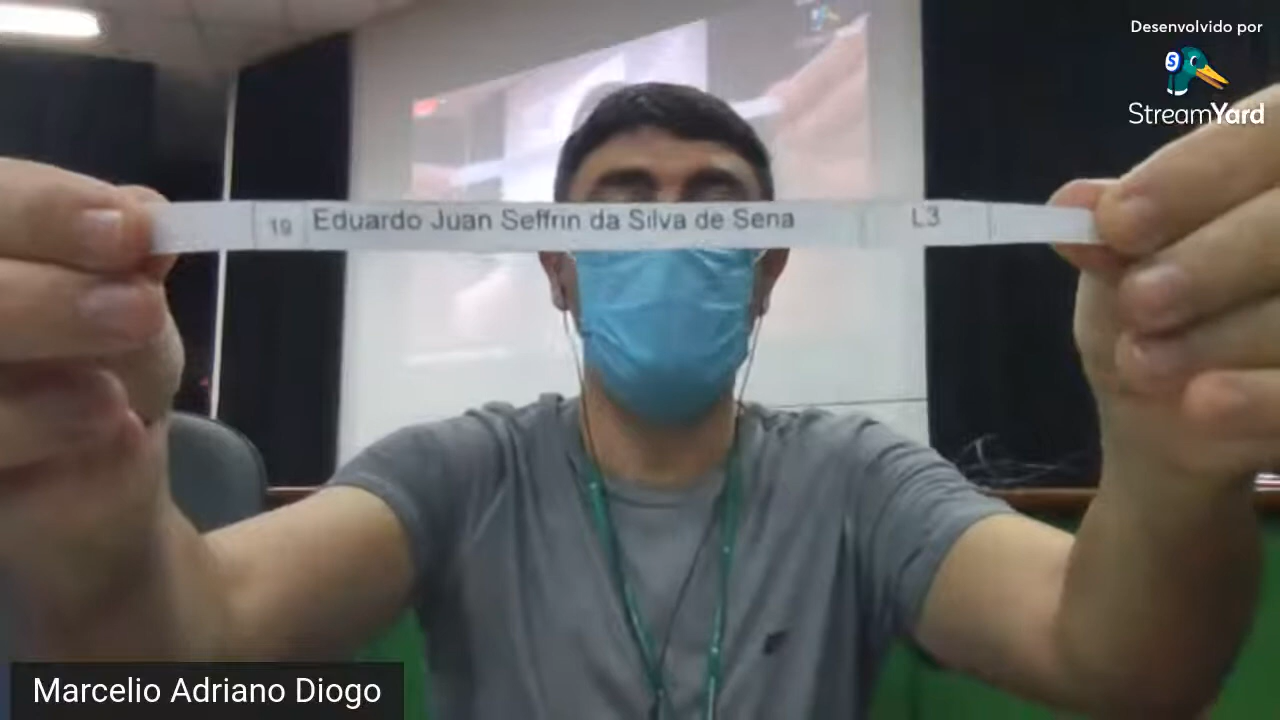 Desenvolvido por
StreamYard
19 Eduardo Juan Seffrin da Silva de Sena L3
Marcelio Adriano Diogo